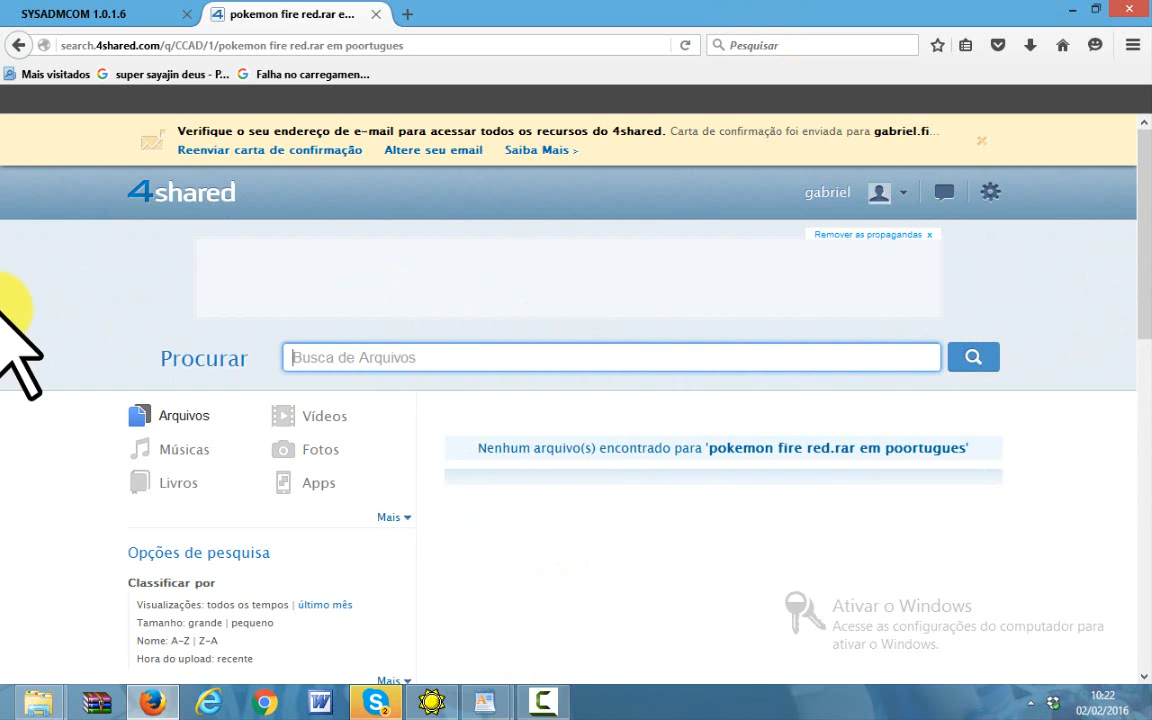 SYSADMCOM 1.0.1.6
pokemon fire red.rar e...
search.4shared.com/q/CCAD/1/pokemon fire red.rar em poortugues
Pesquisar
Mais visitados
super sayajin deus - P...
Falha no carregamen...
Verifique o seu endereço de e-mail para acessar todos os recursos do 4shared. Carta de confirmação foi enviada para gabriel.fi...
Reenviar carta de confirmação Altere seu email Saiba Mais >
4shared
gabriel
Remover as propagandas x
Procurar
Busca de Arquivos
Arquivos Vídeos
Músicas Fotos
Livros Apps
Mais
Nenhum arquivo(s) encontrado para 'pokemon fire red.rar em poortugues'
Opções de pesquisa
Classificar por
Visualizações: todos os tempos | último mês
Tamanho: grande | pequeno
Nome: A-Z | Z-A
Hora do upload: recente
Mais
Ativar o Windows
Acesse as configurações do computador para
ativar o Windows.
10:22
02/02/2016